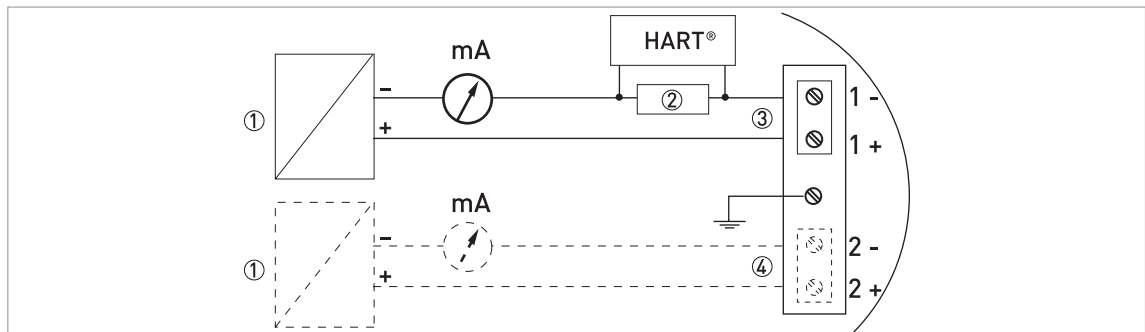 HART®
mA
②
- 1 -
① ③
+ 1 +
mA
- 2 -
① ④
+ 2 +